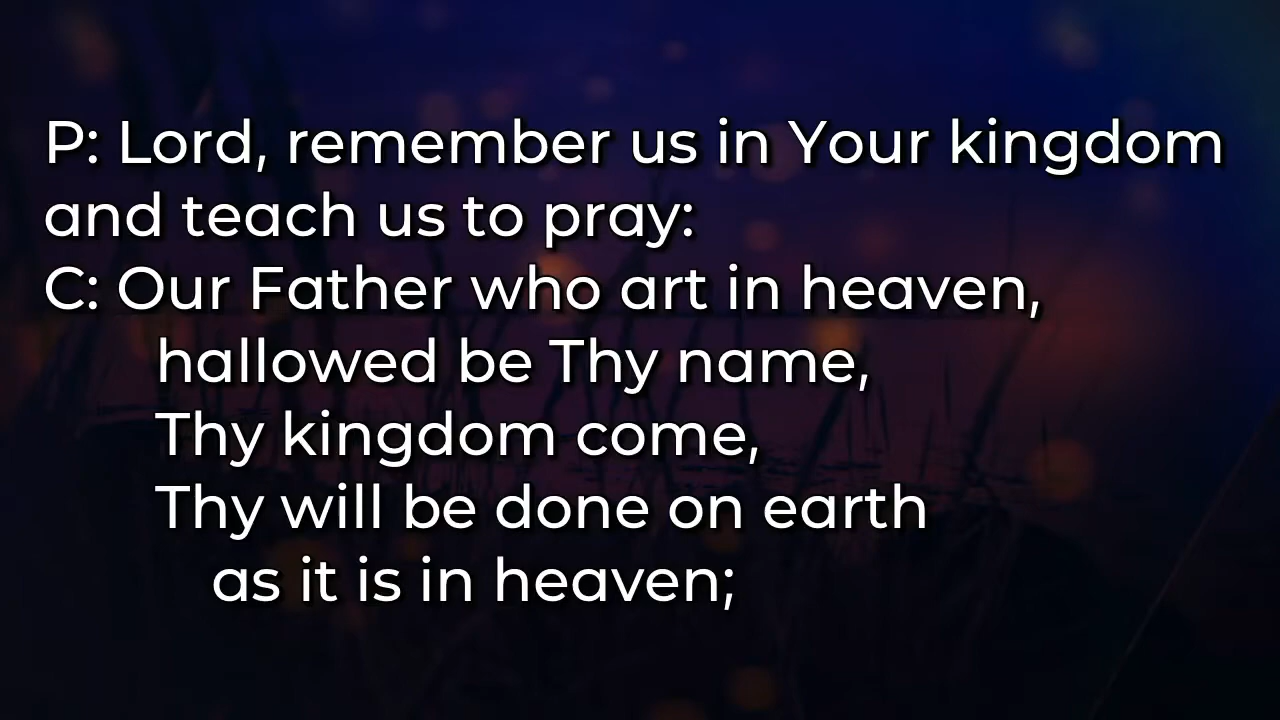 P: Lord, remember us in Your kingdom
and teach us to pray:
C: Our Father who art in heaven,
hallowed be Thy name,
Thy kingdom come,
Thy will be done on earth
as it is in heaven;